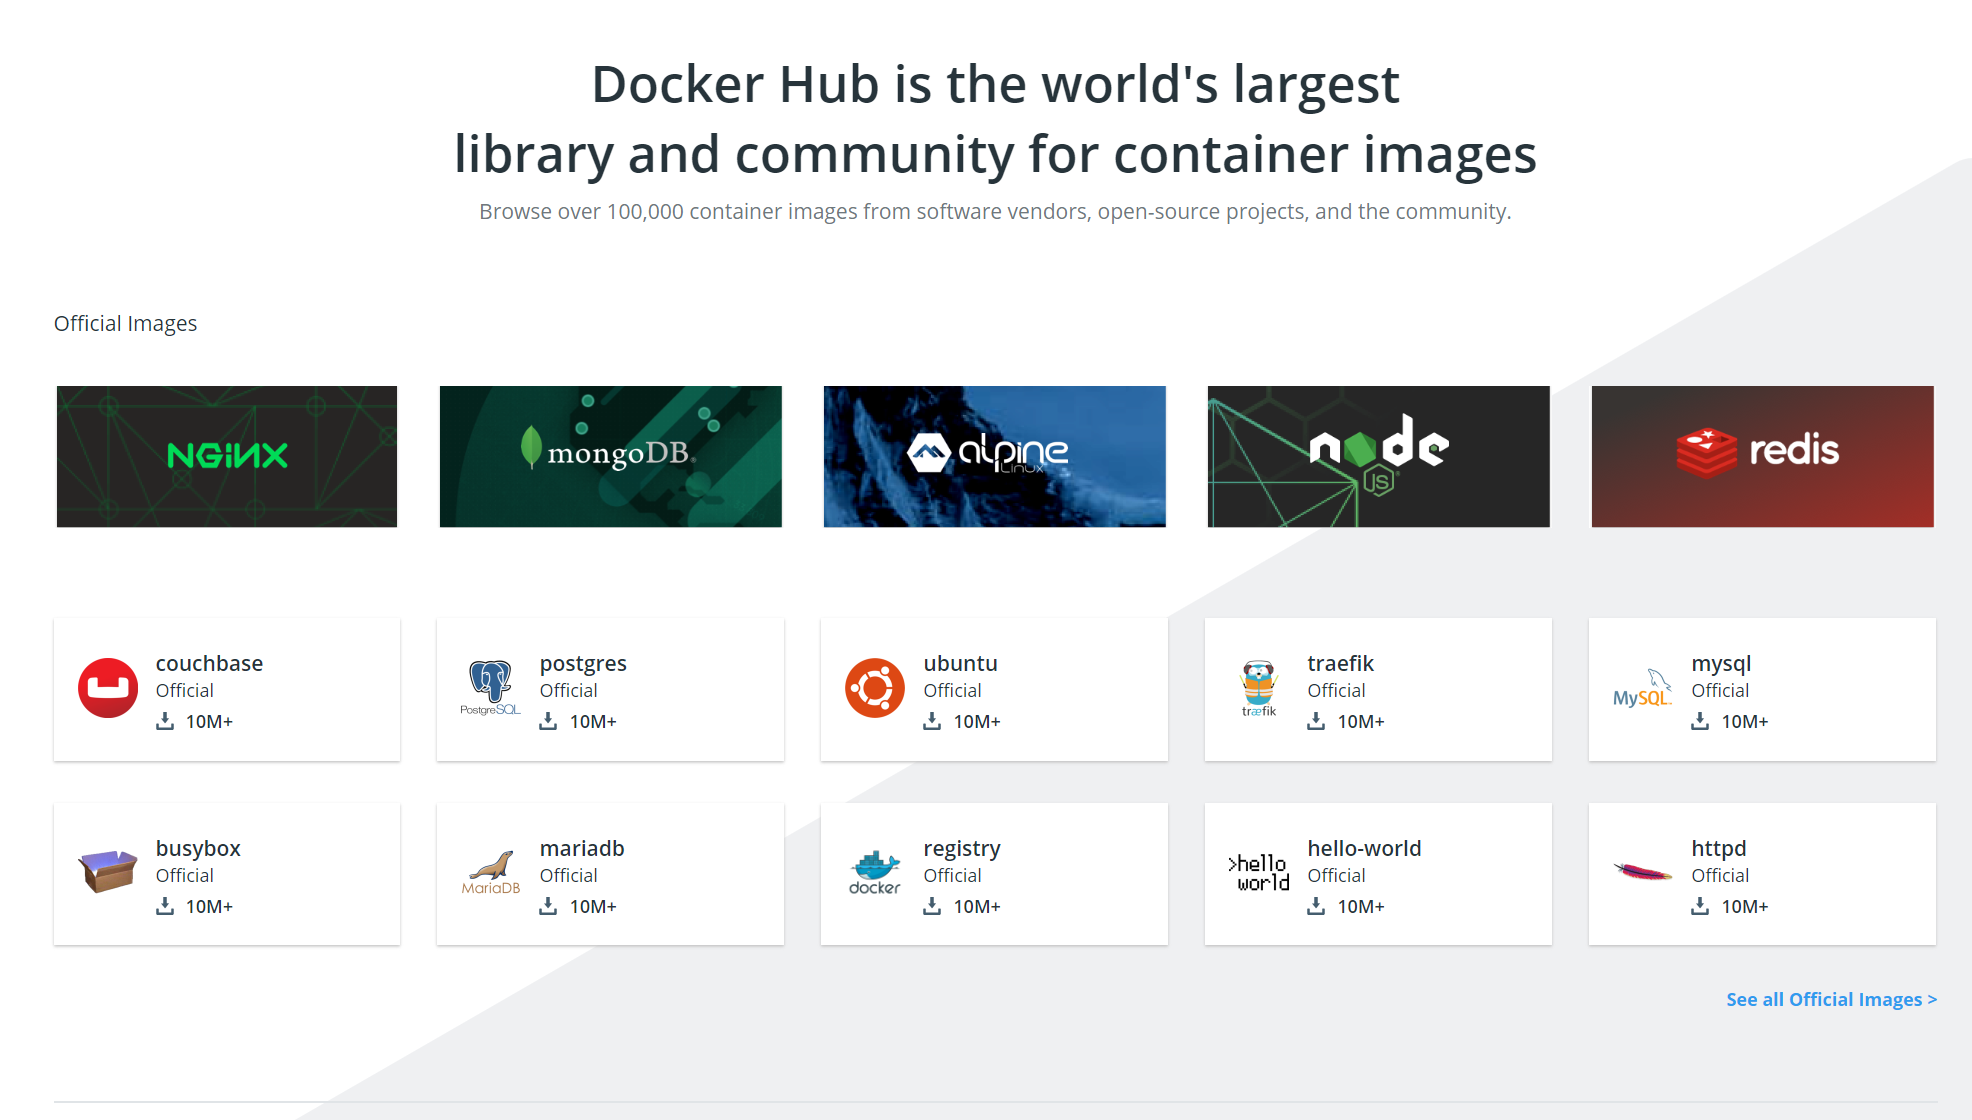 Docker Hub is the world's largest
library and community for container images
Browse over 100,000 container images from software vendors, open-source projects, and the community.
Official Images
NGINX
mongoDB®
alpine
Linux
node
JS
redis
couchbase
Official
10M+
PostgreSQL
postgres
Official
10M+
ubuntu
Official
10M+
træfik
traefik
Official
10M+
MySQL
mysql
Official
10M+
busybox
Official
10M+
MariaDB
mariadb
Official
10M+
docker
registry
Official
10M+
>hello
world
hello-world
Official
10M+
httpd
Official
10M+
See all Official Images >